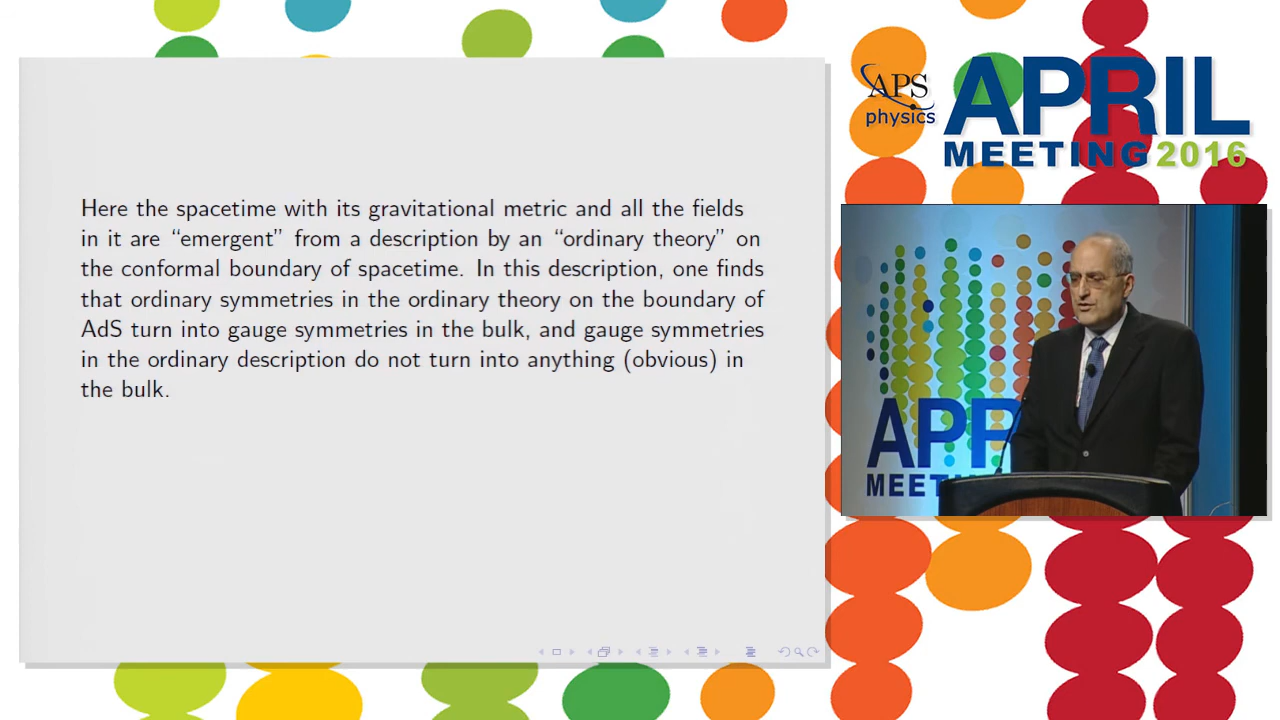 Here the spacetime with its gravitational metric and all the fields
in it are “emergent” from a description by an “ordinary theory” on
the conformal boundary of spacetime. In this description, one finds
that ordinary symmetries in the ordinary theory on the boundary of
AdS turn into gauge symmetries in the bulk, and gauge symmetries
in the ordinary description do not turn into anything (obvious) in
the bulk.
APS
physics
APRIL
MEETING 2016
APR
MEET